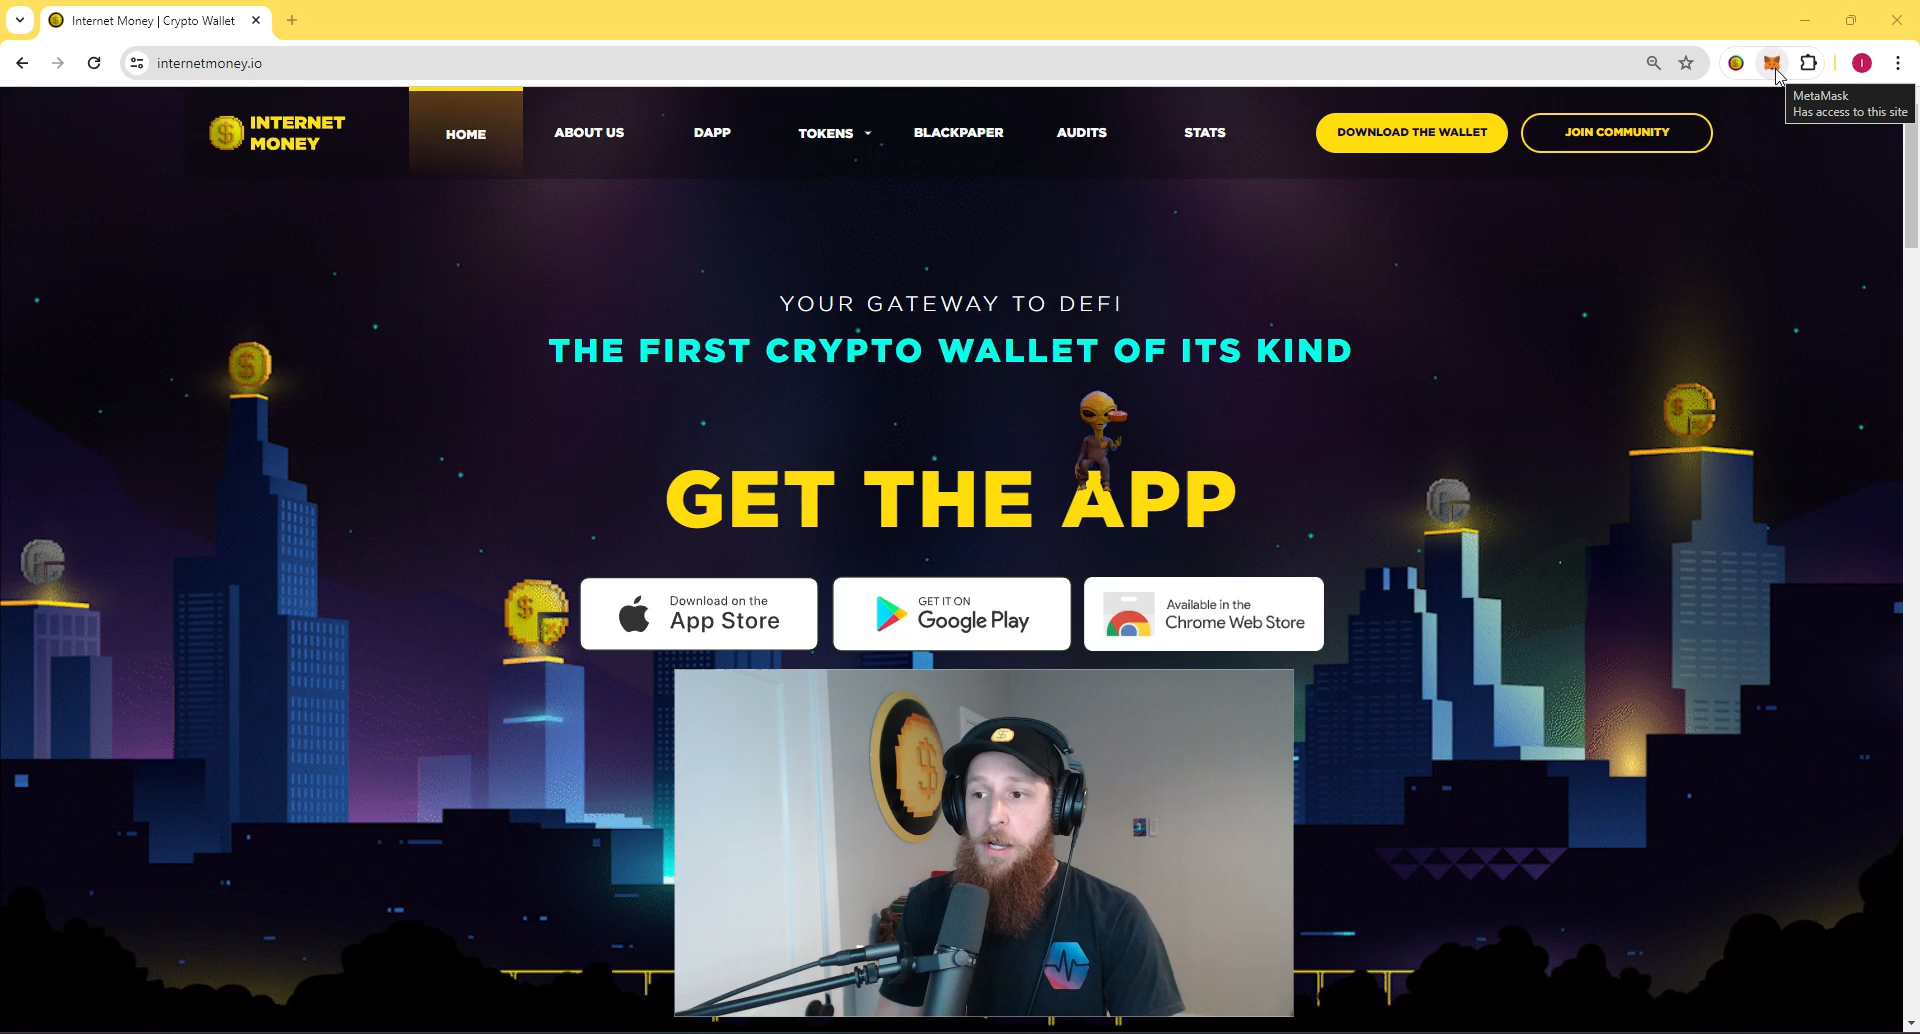 Internet Money | Crypto Wallet
internetmoney.io
I
MetaMask
Has access to this site
INTERNET
MONEY
HOME
ABOUT US
DAPP
TOKENS
BLACKPAPER
AUDITS
STATS
DOWNLOAD THE WALLET
JOIN COMMUNITY
YOUR GATEWAY TO DEFI
THE FIRST CRYPTO WALLET OF ITS KIND
GET THE APP
Download on the
App Store
GET IT ON
Google Play
Available in the
Chrome Web Store